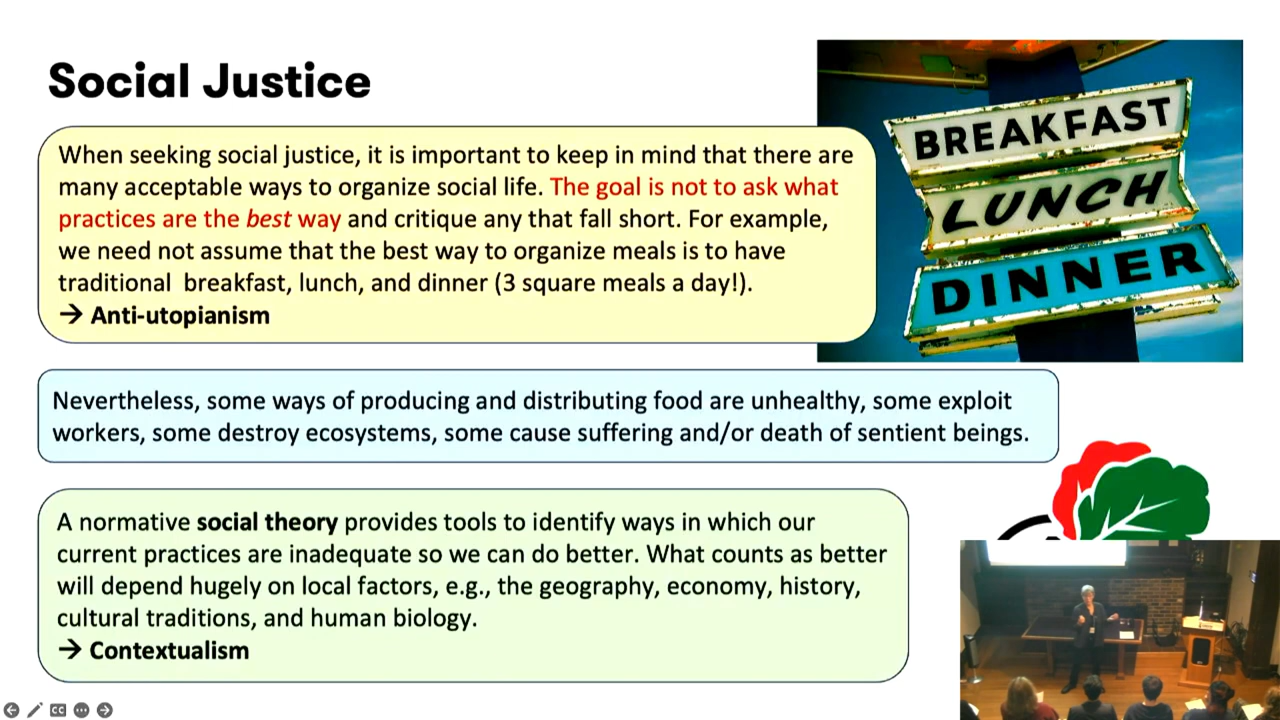 Social Justice
When seeking social justice, it is important to keep in mind that there are
many acceptable ways to organize social life. The goal is not to ask what
practices are the best way and critique any that fall short. For example,
we need not assume that the best way to organize meals is to have
traditional  breakfast, lunch, and dinner (3 square meals a day!).
→ Anti-utopianism
BREAKFAST
LUNCH
DINNER
Nevertheless, some ways of producing and distributing food are unhealthy, some exploit
workers, some destroy ecosystems, some cause suffering and/or death of sentient beings.
A normative social theory provides tools to identify ways in which our
current practices are inadequate so we can do better. What counts as better
will depend hugely on local factors, e.g., the geography, economy, history,
cultural traditions, and human biology.
→ Contextualism
CC